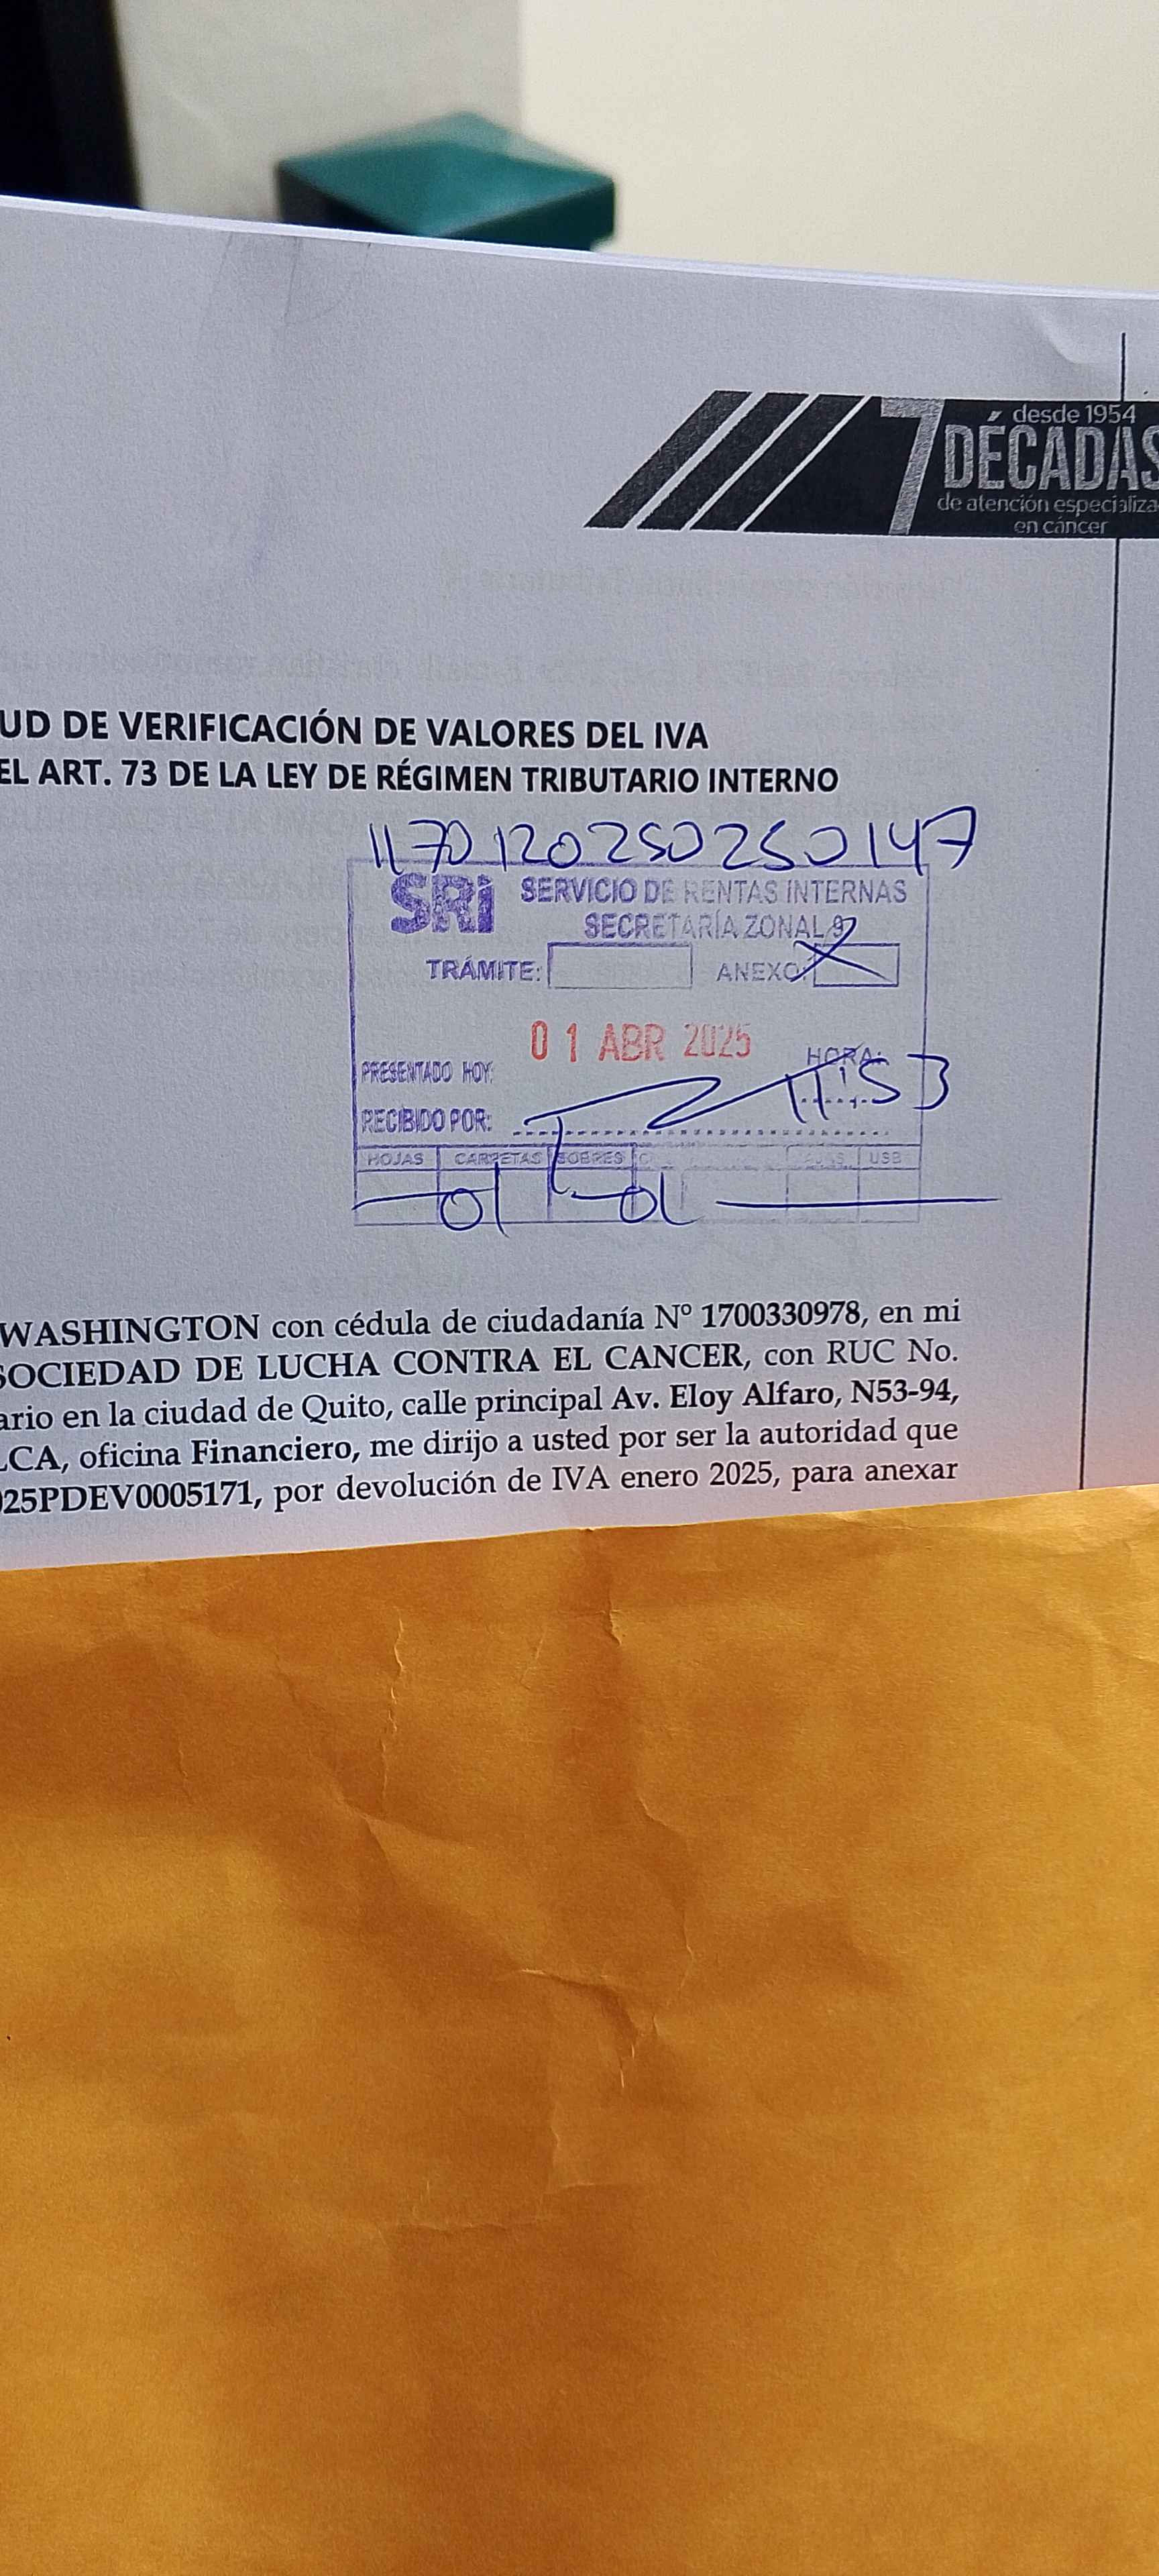 desde 1954
7 DÉCADAS
de atención especializa
en cáncer
UD DE VERIFICACIÓN DE VALORES DEL IVA
EL ART. 73 DE LA LEY DE RÉGIMEN TRIBUTARIO INTERNO
1170120250250147
SRi SERVICIO DE RENTAS INTERNAS
SECRETARÍA ZONAL 9
TRÁMITE: ANEXO: X
01 ABR 2025
PRESENTADO HOY: HORA: 11:53
RECIBIDO POR:
HOJAS CARPETAS SOBRES CAJAS USB
01 01
WASHINGTON con cédula de ciudadanía Nº 1700330978, en mi
SOCIEDAD DE LUCHA CONTRA EL CANCER, con RUC No.
ario en la ciudad de Quito, calle principal Av. Eloy Alfaro, N53-94,
LCA, oficina Financiero, me dirijo a usted por ser la autoridad que
025PDEV0005171, por devolución de IVA enero 2025, para anexar